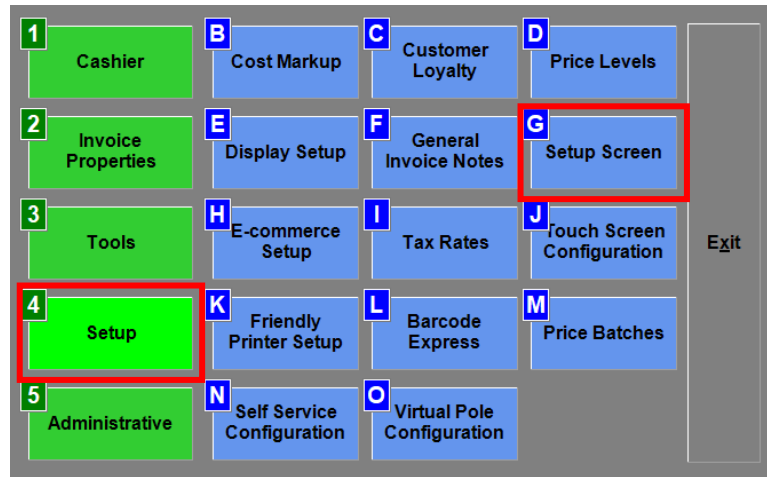 1
Cashier
B
Cost Markup
C
Customer
Loyalty
D
Price Levels
2
Invoice
Properties
E
Display Setup
F
General
Invoice Notes
G
Setup Screen
3
Tools
H
E-commerce
Setup
I
Tax Rates
J
Touch Screen
Configuration
Exit
4
Setup
K
Friendly
Printer Setup
L
Barcode
Express
M
Price Batches
5
Administrative
N
Self Service
Configuration
O
Virtual Pole
Configuration